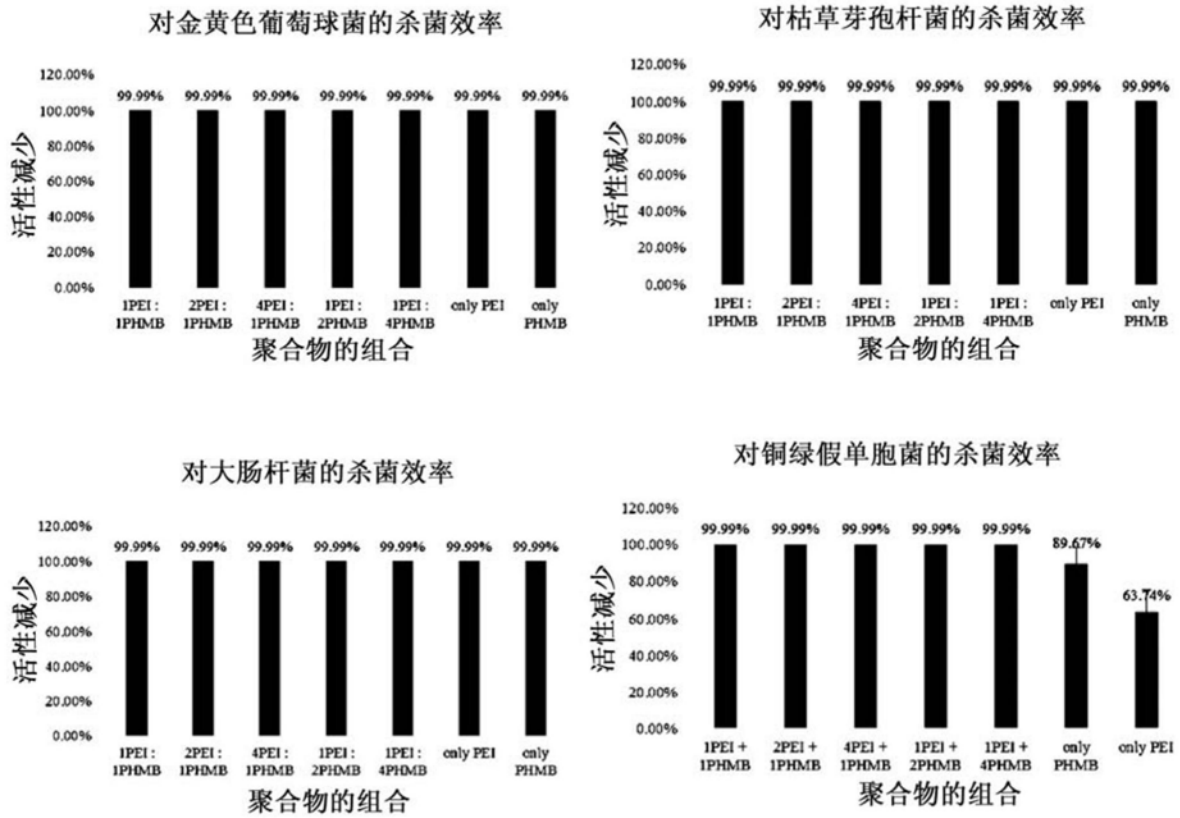 对金黄色葡萄球菌的杀菌效率
120.00%
100.00%
80.00%
60.00%
40.00%
20.00%
0.00%
99.99% 99.99% 99.99% 99.99% 99.99% 99.99% 99.99%
活性减少
1PEI : 2PEI : 4PEI : 1PEI : 1PEI : only PEI only
1PHMB 1PHMB 1PHMB 2PHMB 4PHMB PHMB
聚合物的组合
对枯草芽孢杆菌的杀菌效率
120.00%
100.00%
80.00%
60.00%
40.00%
20.00%
0.00%
99.99% 99.99% 99.99% 99.99% 99.99% 99.99% 99.99%
活性减少
1PEI : 2PEI : 4PEI : 1PEI : 1PEI : only PEI only
1PHMB 1PHMB 1PHMB 2PHMB 4PHMB PHMB
聚合物的组合
对大肠杆菌的杀菌效率
120.00%
100.00%
80.00%
60.00%
40.00%
20.00%
0.00%
99.99% 99.99% 99.99% 99.99% 99.99% 99.99% 99.99%
活性减少
1PEI : 2PEI : 4PEI : 1PEI : 1PEI : only PEI only
1PHMB 1PHMB 1PHMB 2PHMB 4PHMB PHMB
聚合物的组合
对铜绿假单胞菌的杀菌效率
120.00%
100.00%
80.00%
60.00%
40.00%
20.00%
0.00%
99.99% 99.99% 99.99% 99.99% 99.99% 89.67% 63.74%
活性减少
1PEI + 2PEI + 4PEI + 1PEI + 1PEI + only only PEI
1PHMB 1PHMB 1PHMB 2PHMB 4PHMB PHMB
聚合物的组合